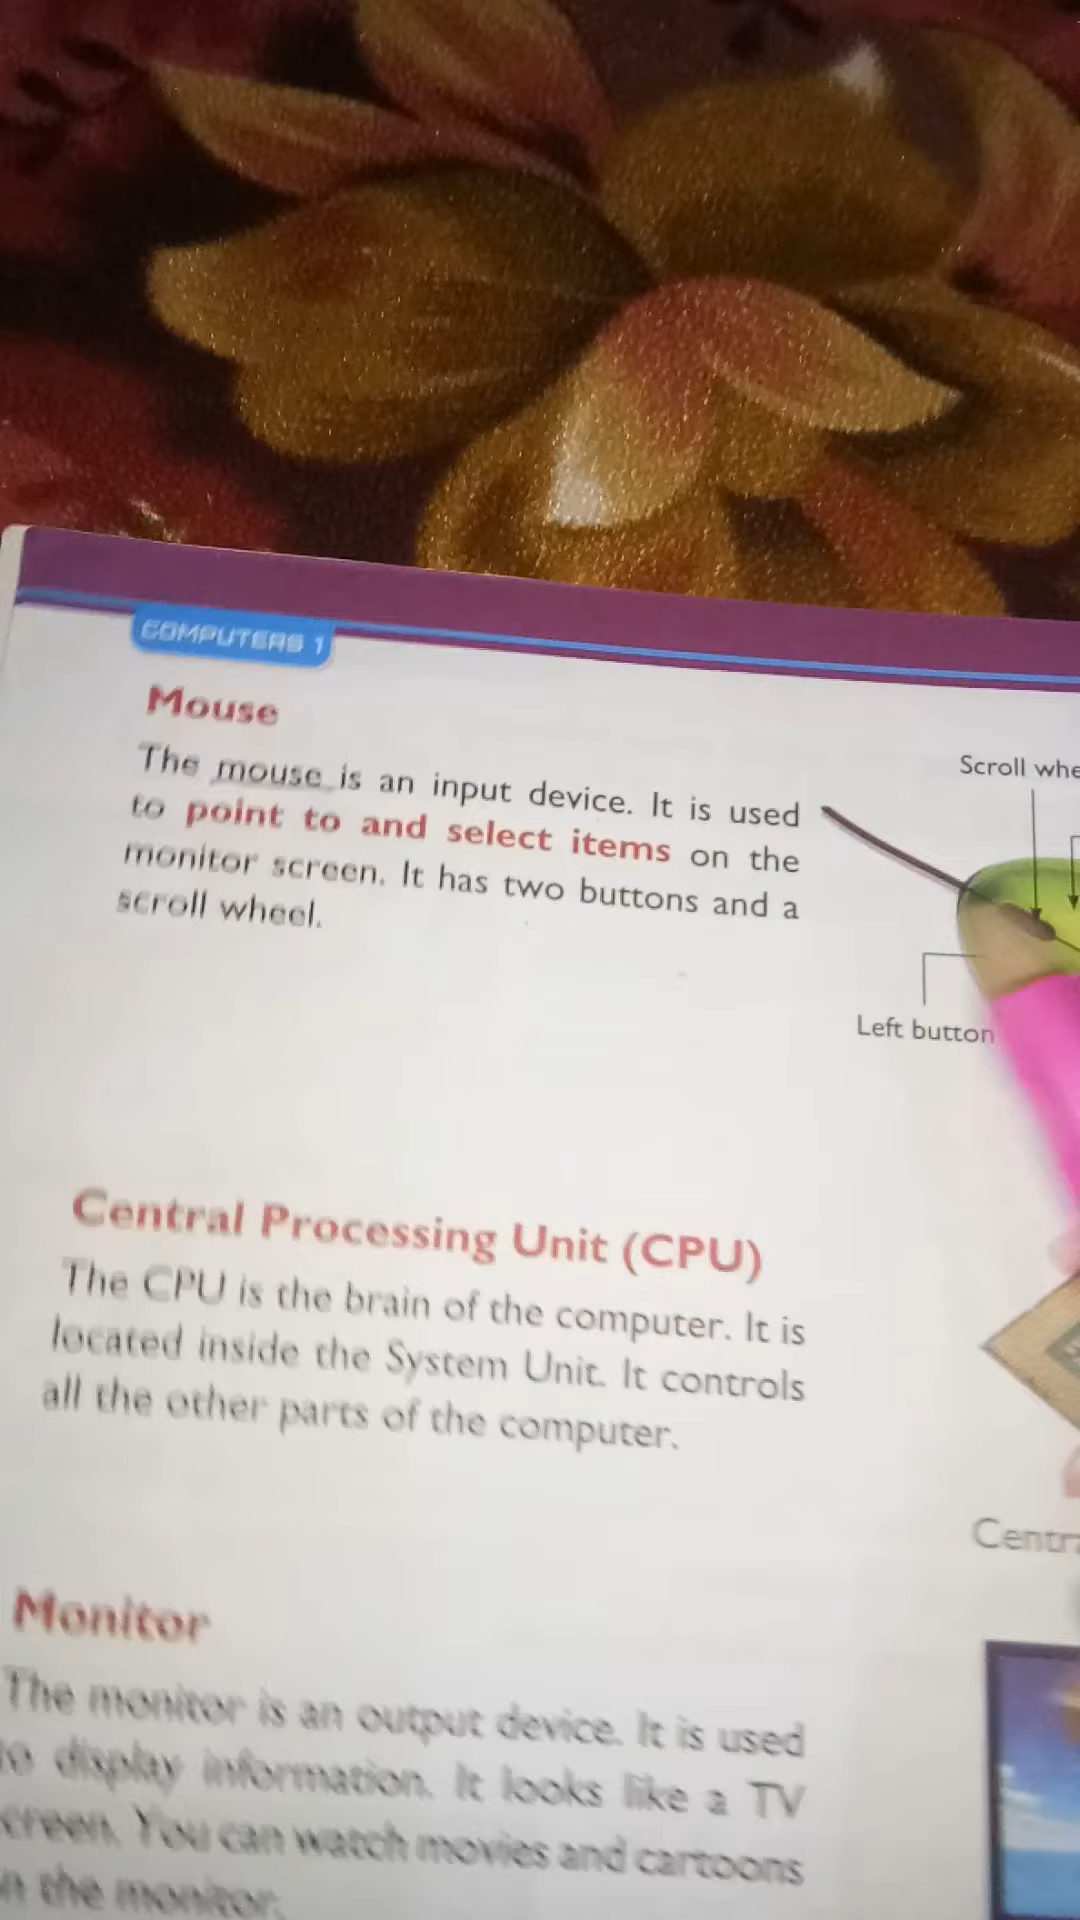 COMPUTERS 1
Mouse
The mouse is an input device. It is used
to point to and select items on the
monitor screen. It has two buttons and a
scroll wheel.
Scroll whe
Left button
Central Processing Unit (CPU)
The CPU is the brain of the computer. It is
located inside the System Unit. It controls
all the other parts of the computer.
Centr
Monitor
The monitor is an output device. It is used
to display information. It looks like a TV
creen. You can watch movies and cartoons
n the monitor.